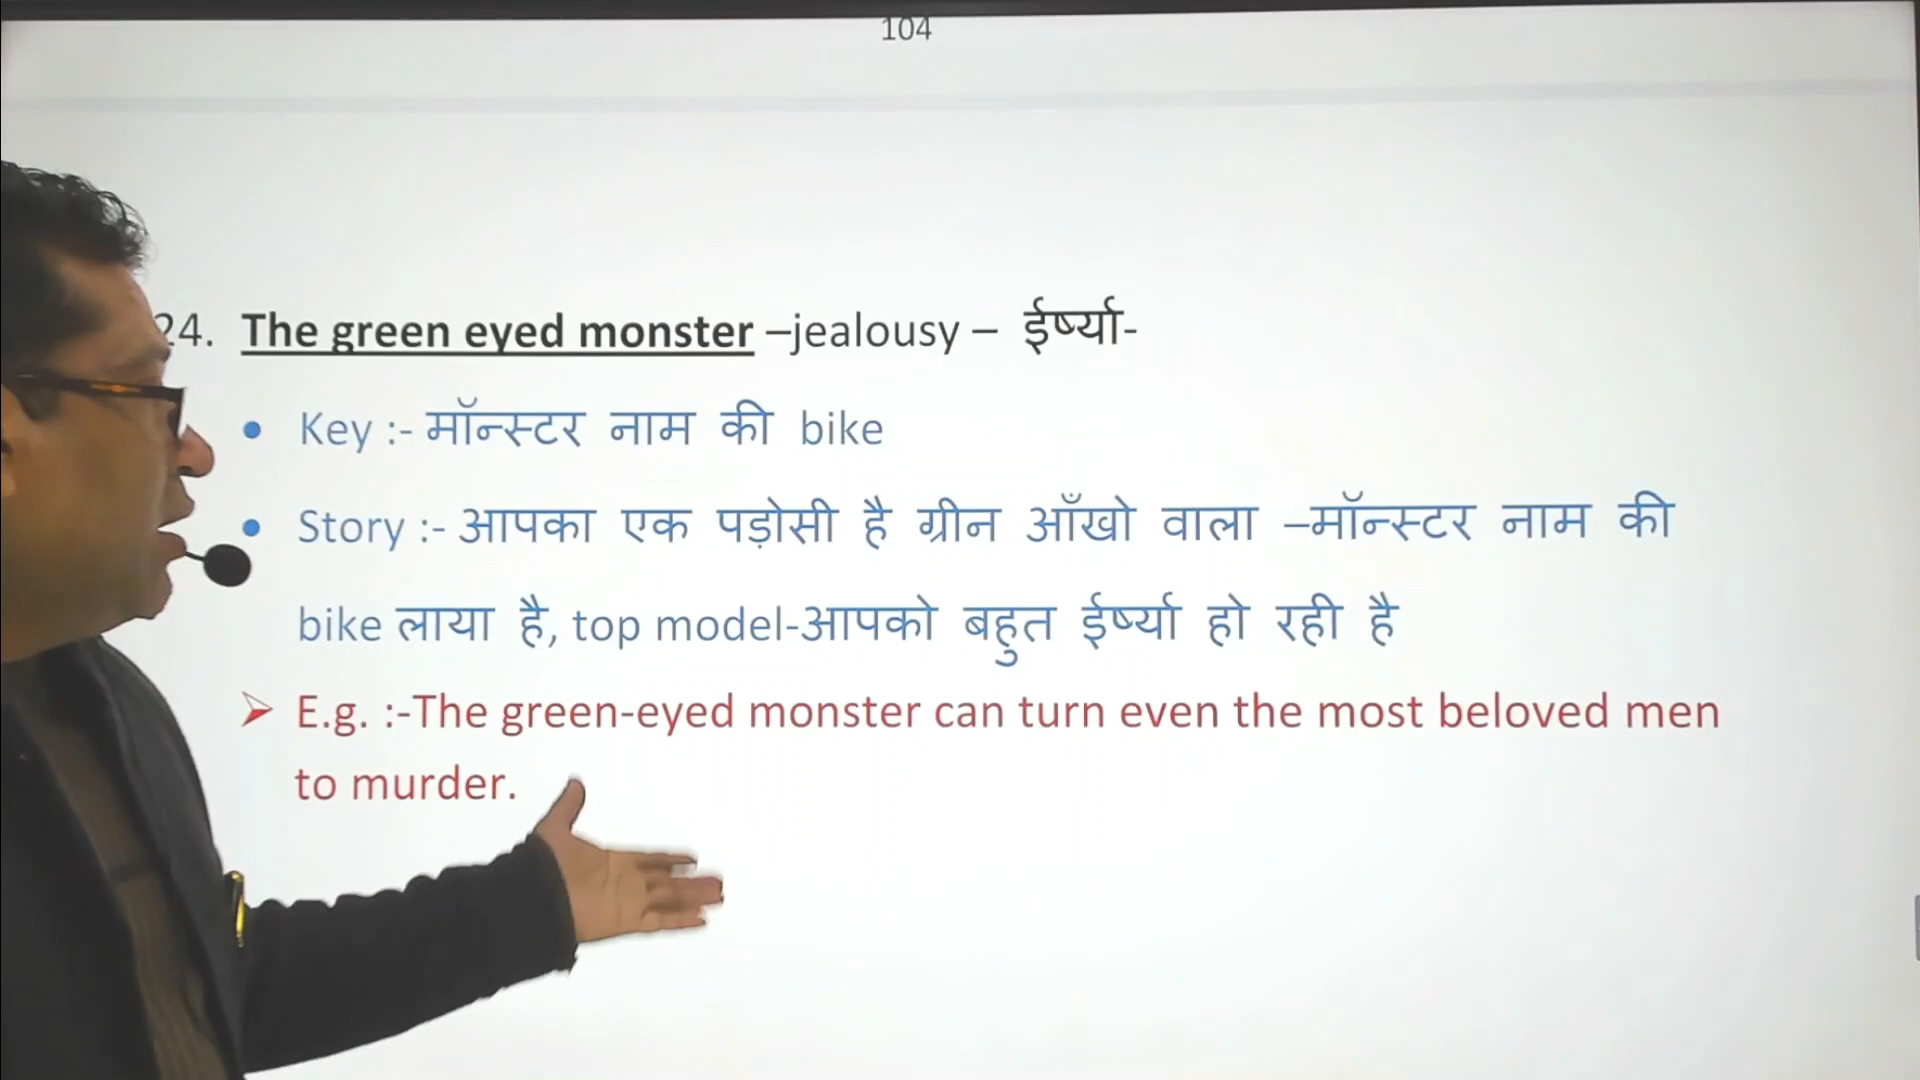 104
24. The green eyed monster –jealousy – ईर्ष्या-
• Key :- मॉन्स्टर नाम की bike
• Story :- आपका एक पड़ोसी है ग्रीन आँखो वाला –मॉन्स्टर नाम की
bike लाया है, top model-आपको बहुत ईर्ष्या हो रही है
➢ E.g. :-The green-eyed monster can turn even the most beloved men
to murder.